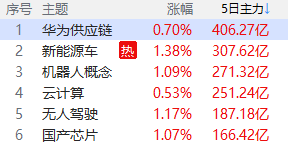 序号 主题 涨幅 5日主力↓
1 华为供应链 0.70% 406.27亿
2 新能源车 热 1.38% 307.62亿
3 机器人概念 1.09% 271.32亿
4 云计算 0.53% 251.24亿
5 无人驾驶 1.17% 187.18亿
6 国产芯片 1.07% 166.42亿